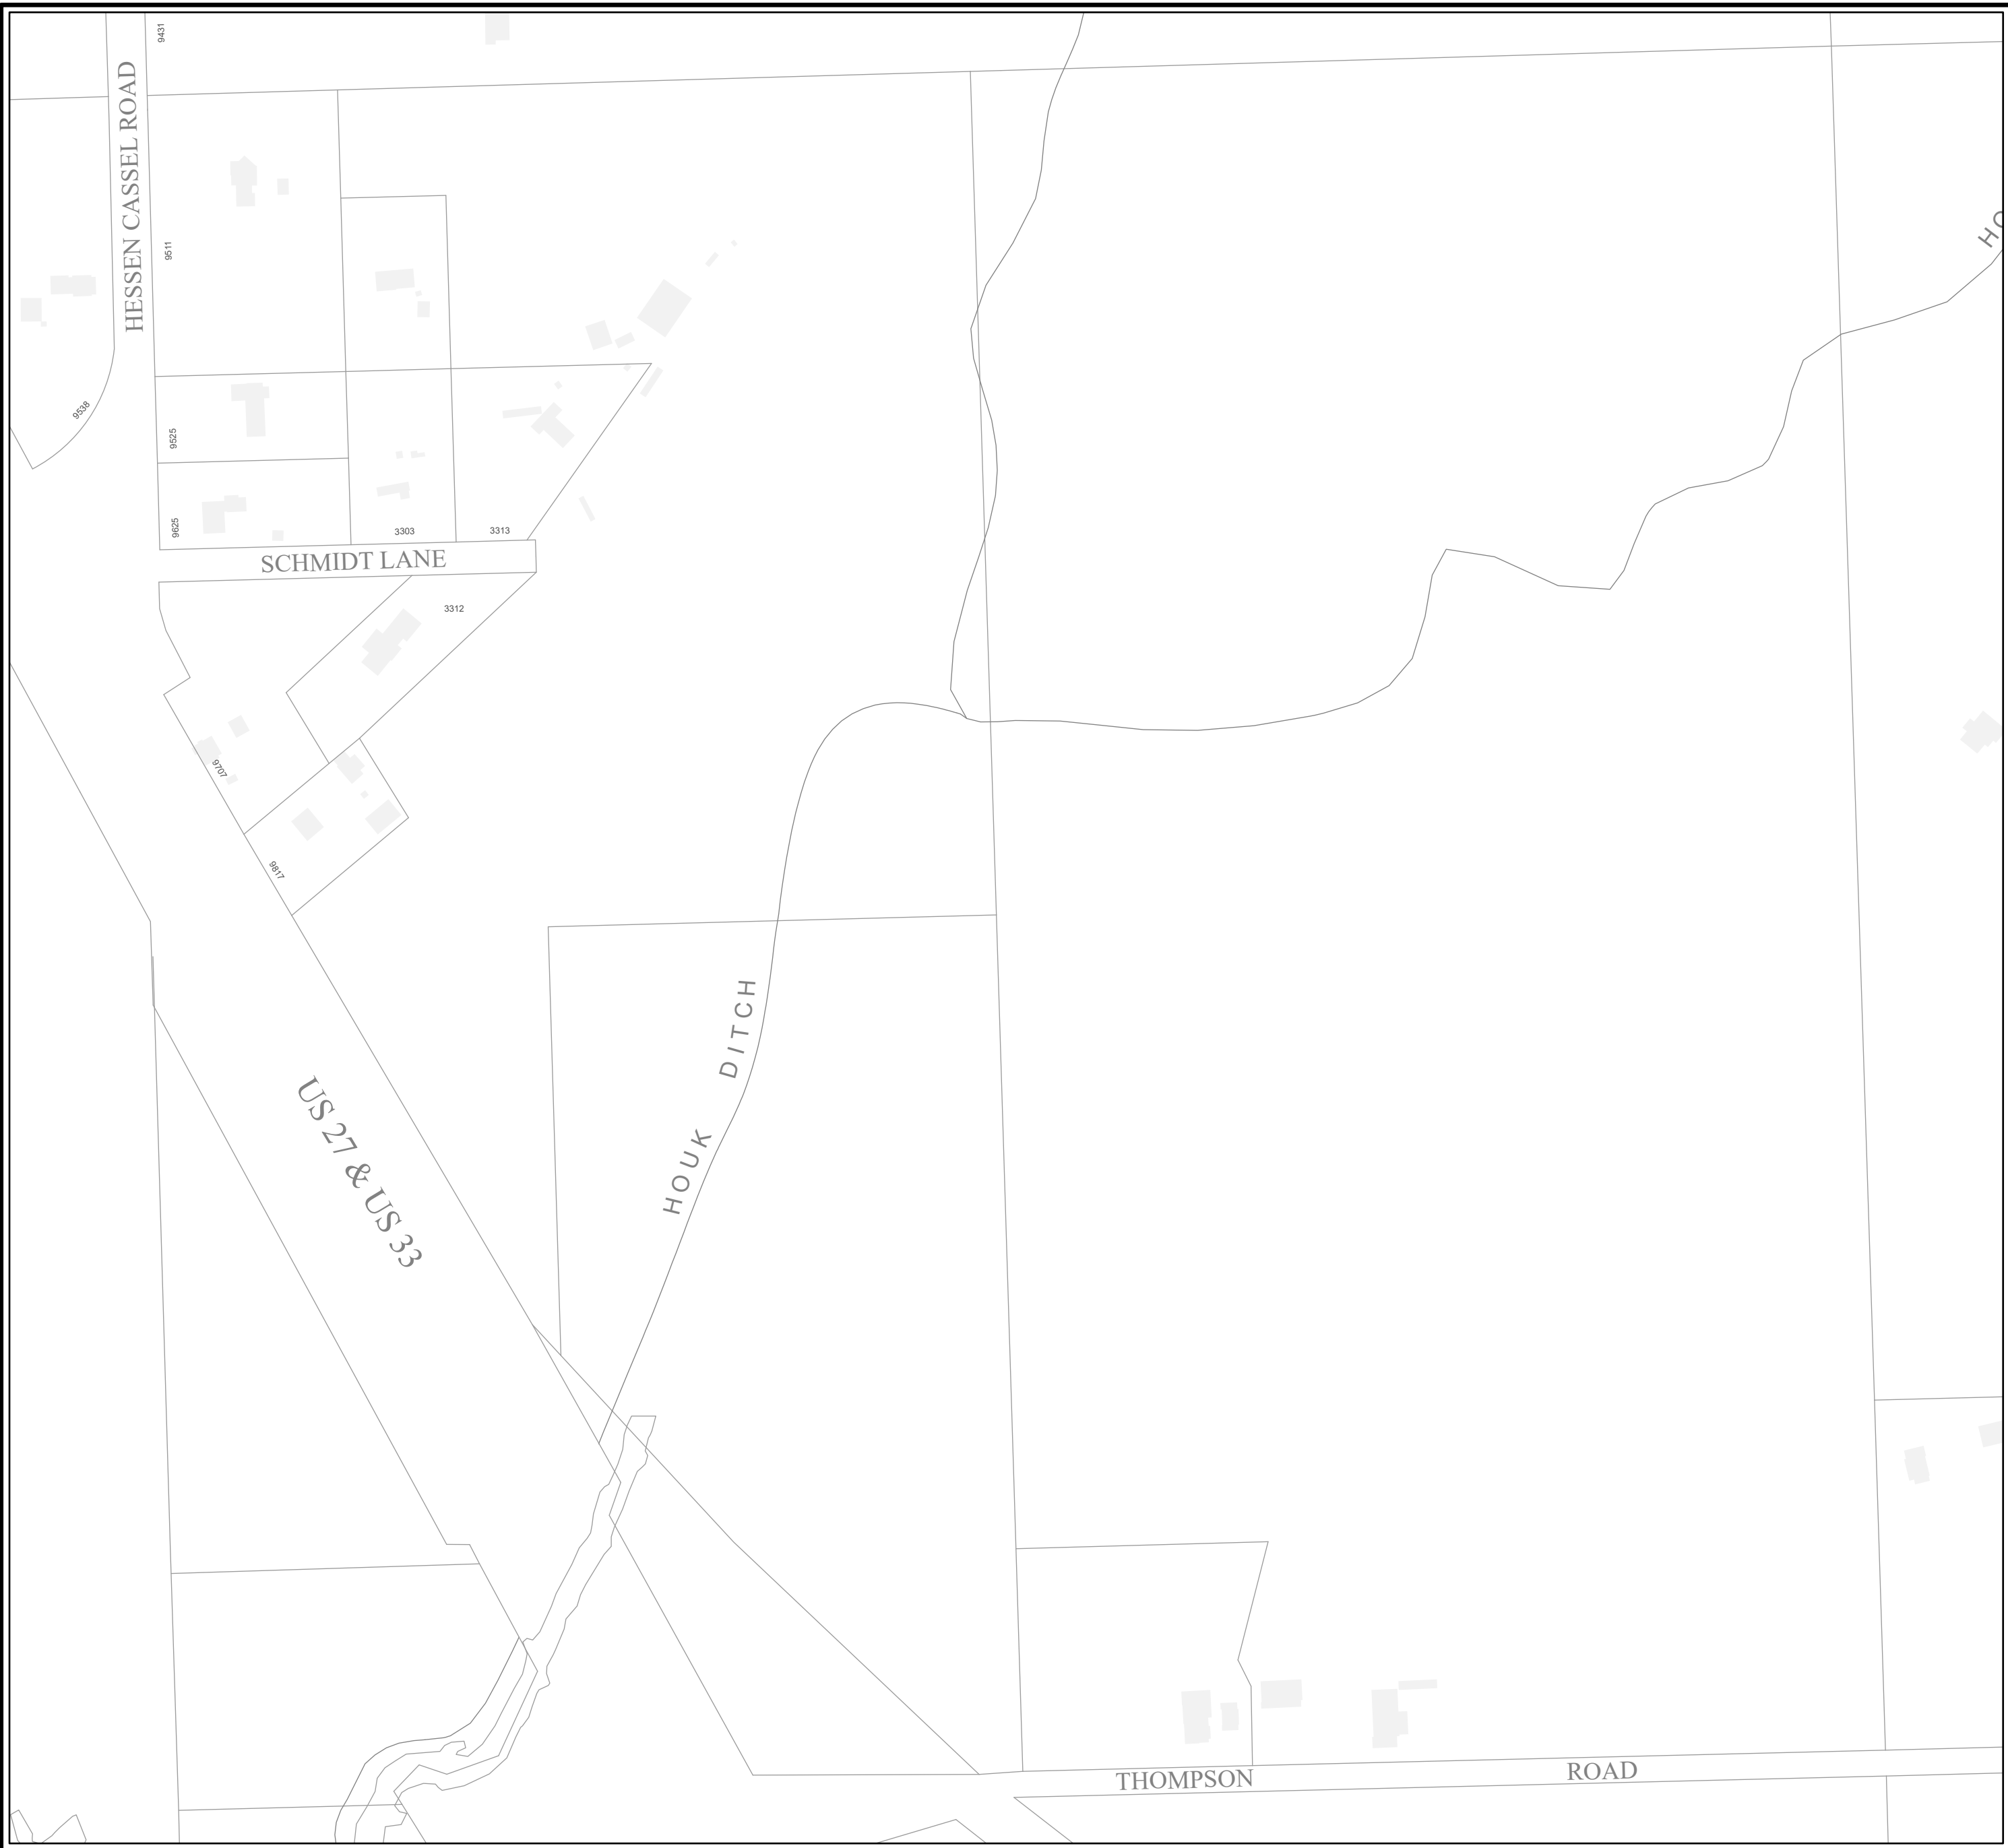 9431
HESSEN CASSEL ROAD
9511
9538
9525
9625
3303
3313
SCHMIDT LANE
3312
9707
9817
HOUK DITCH
US 27 & US 33
THOMPSON ROAD